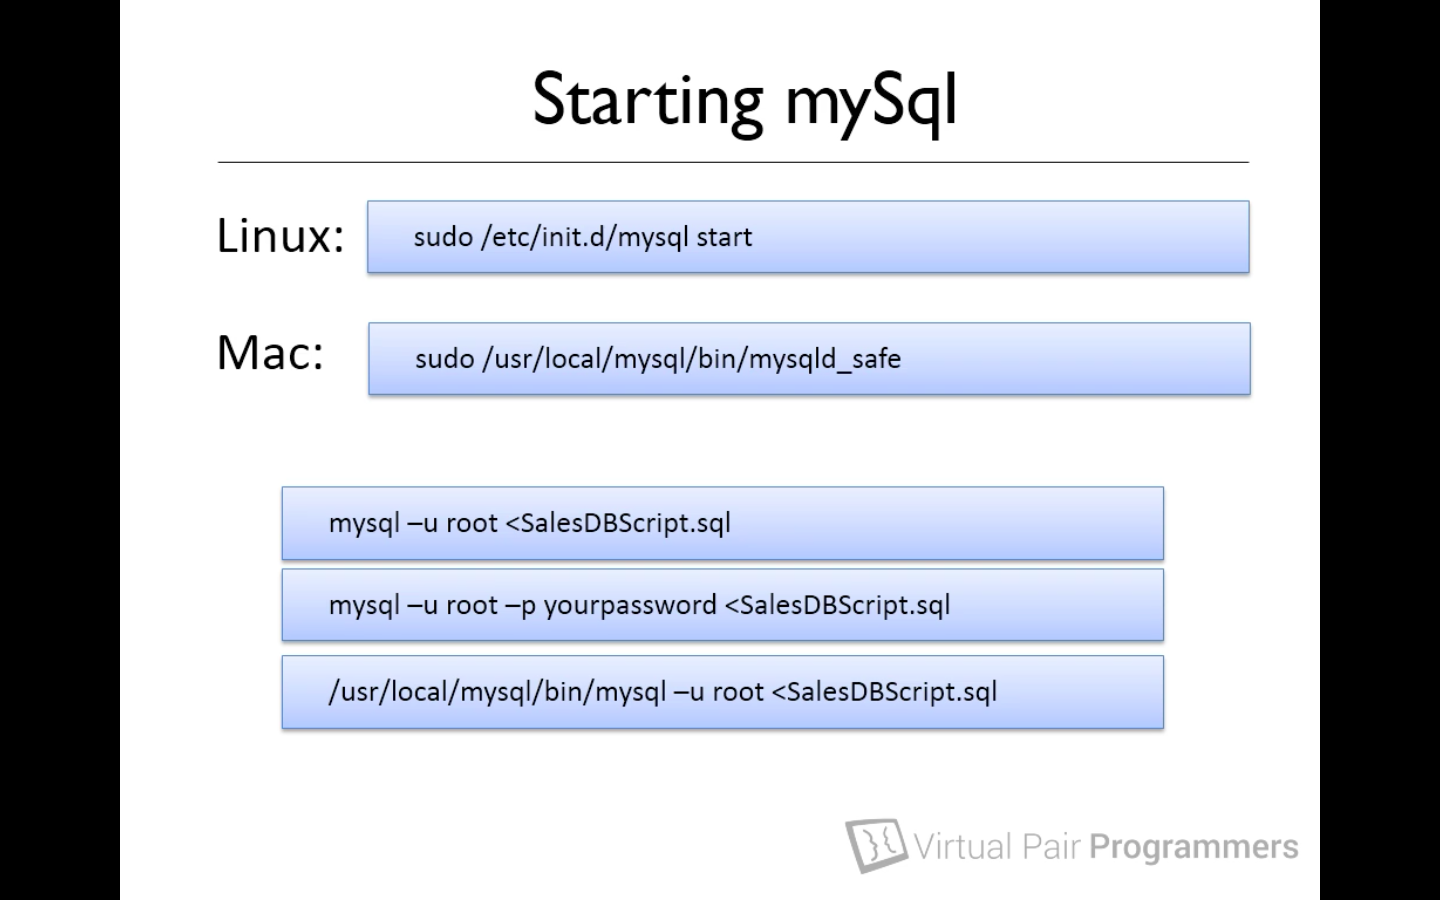 Starting mySql
Linux:
sudo /etc/init.d/mysql start
Mac:
sudo /usr/local/mysql/bin/mysqld_safe
mysql –u root <SalesDBScript.sql
mysql –u root –p yourpassword <SalesDBScript.sql
/usr/local/mysql/bin/mysql –u root <SalesDBScript.sql
Virtual Pair Programmers